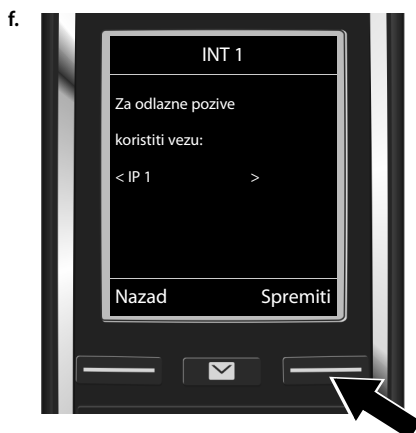 f.
INT 1
Za odlazne pozive
koristiti vezu:
< IP 1 >
Nazad Spremiti